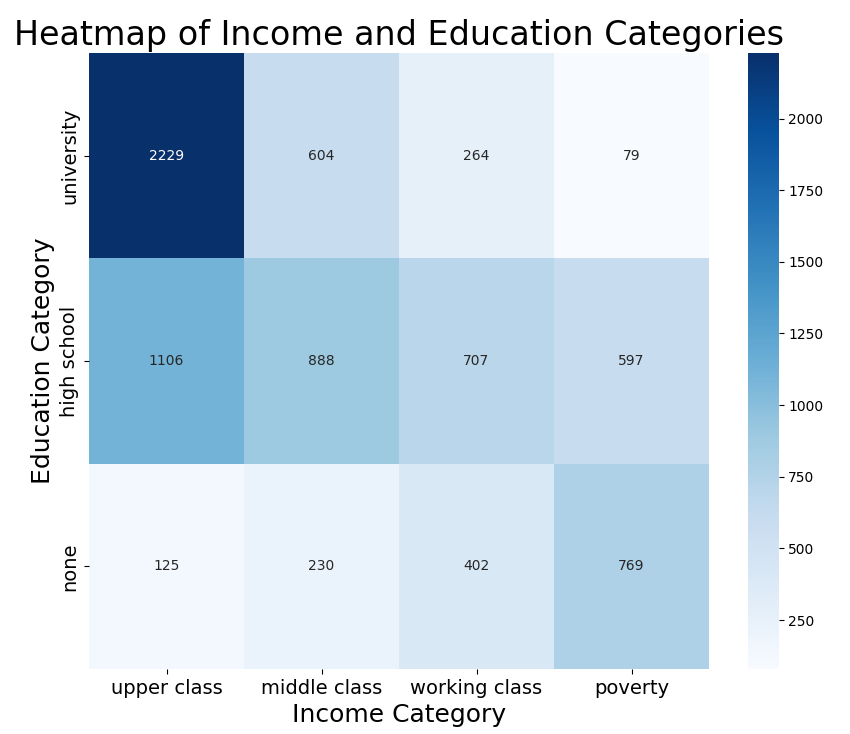 Heatmap of Income and Education Categories
Education Category
university
2229 604 264 79
high school
1106 888 707 597
none
125 230 402 769
upper class middle class working class poverty
Income Category
2000
1750
1500
1250
1000
750
500
250